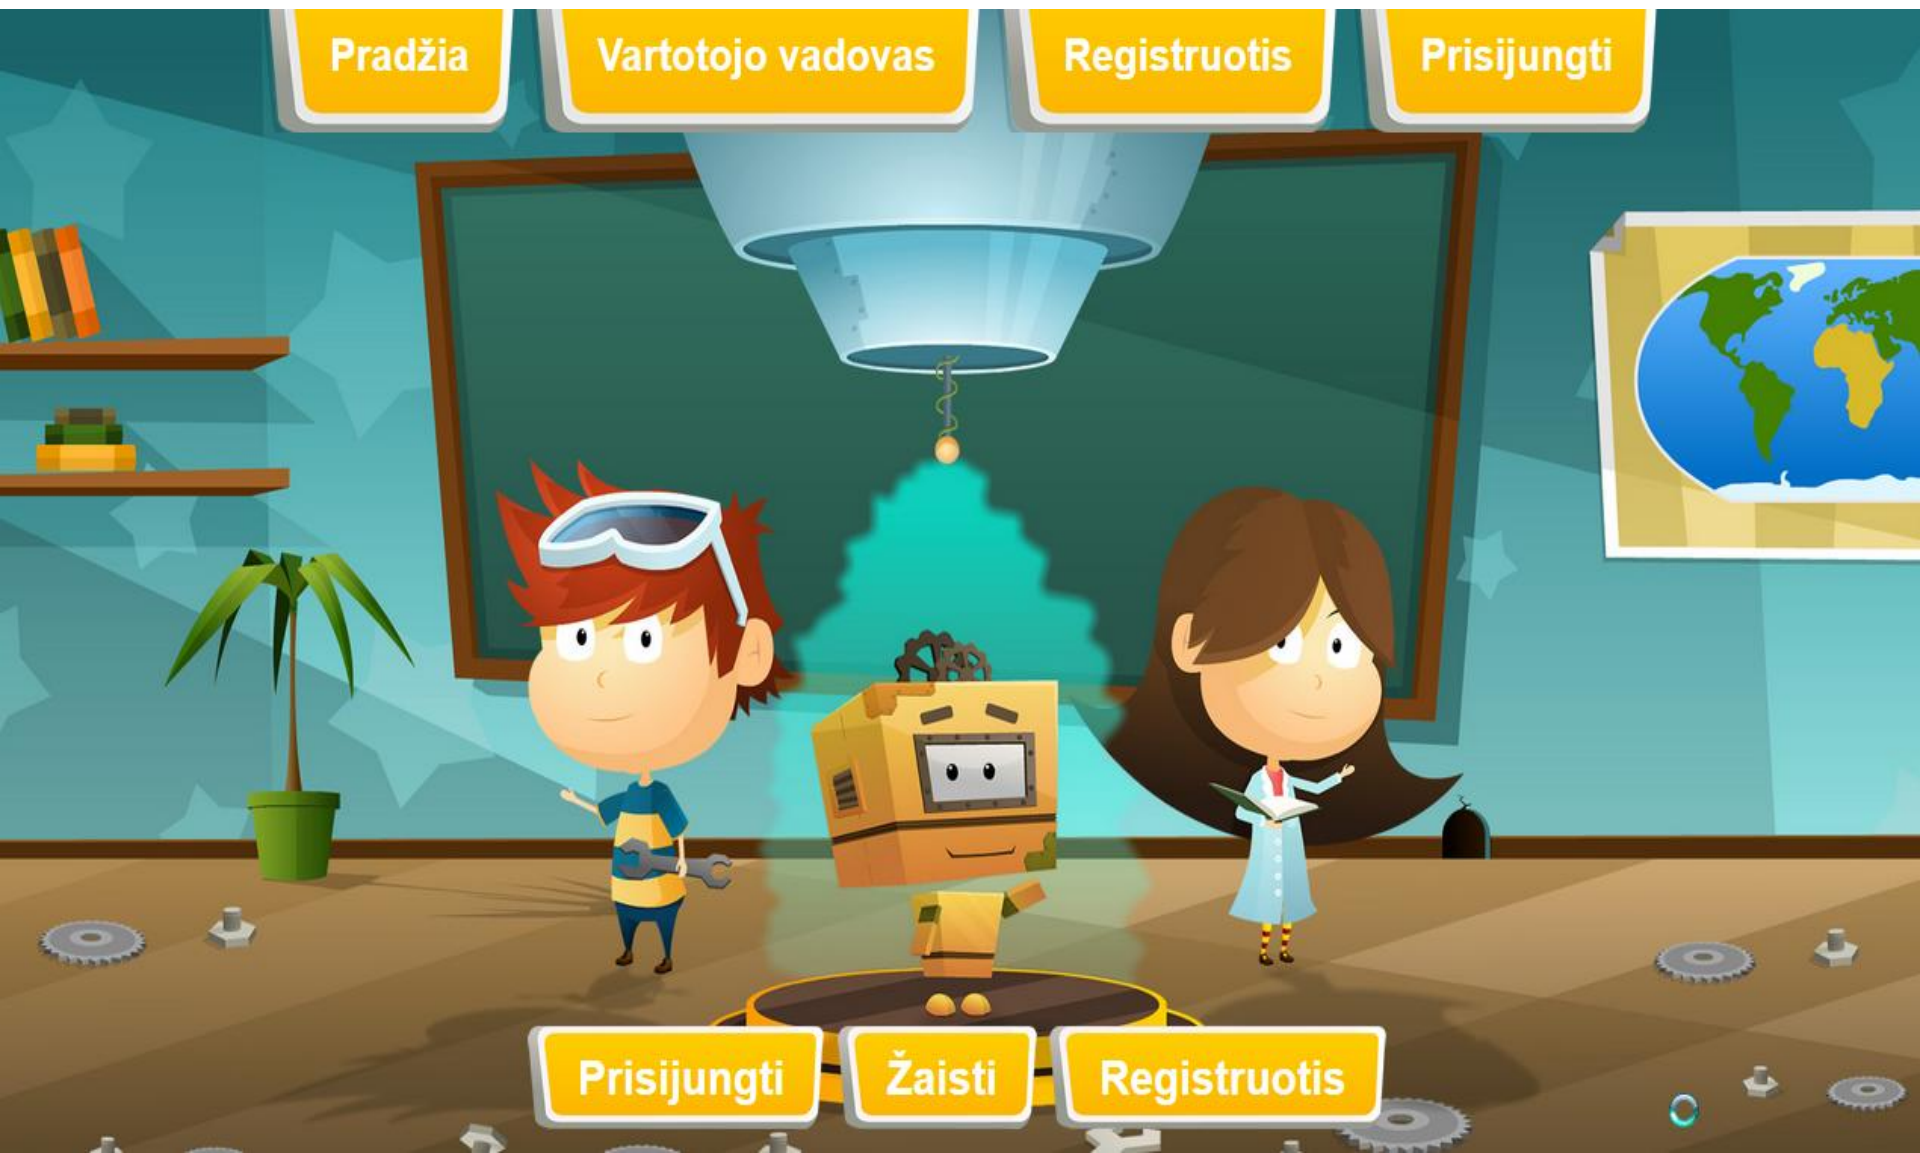 Pradžia
Vartotojo vadovas
Registruotis
Prisijungti
Prisijungti
Žaisti
Registruotis